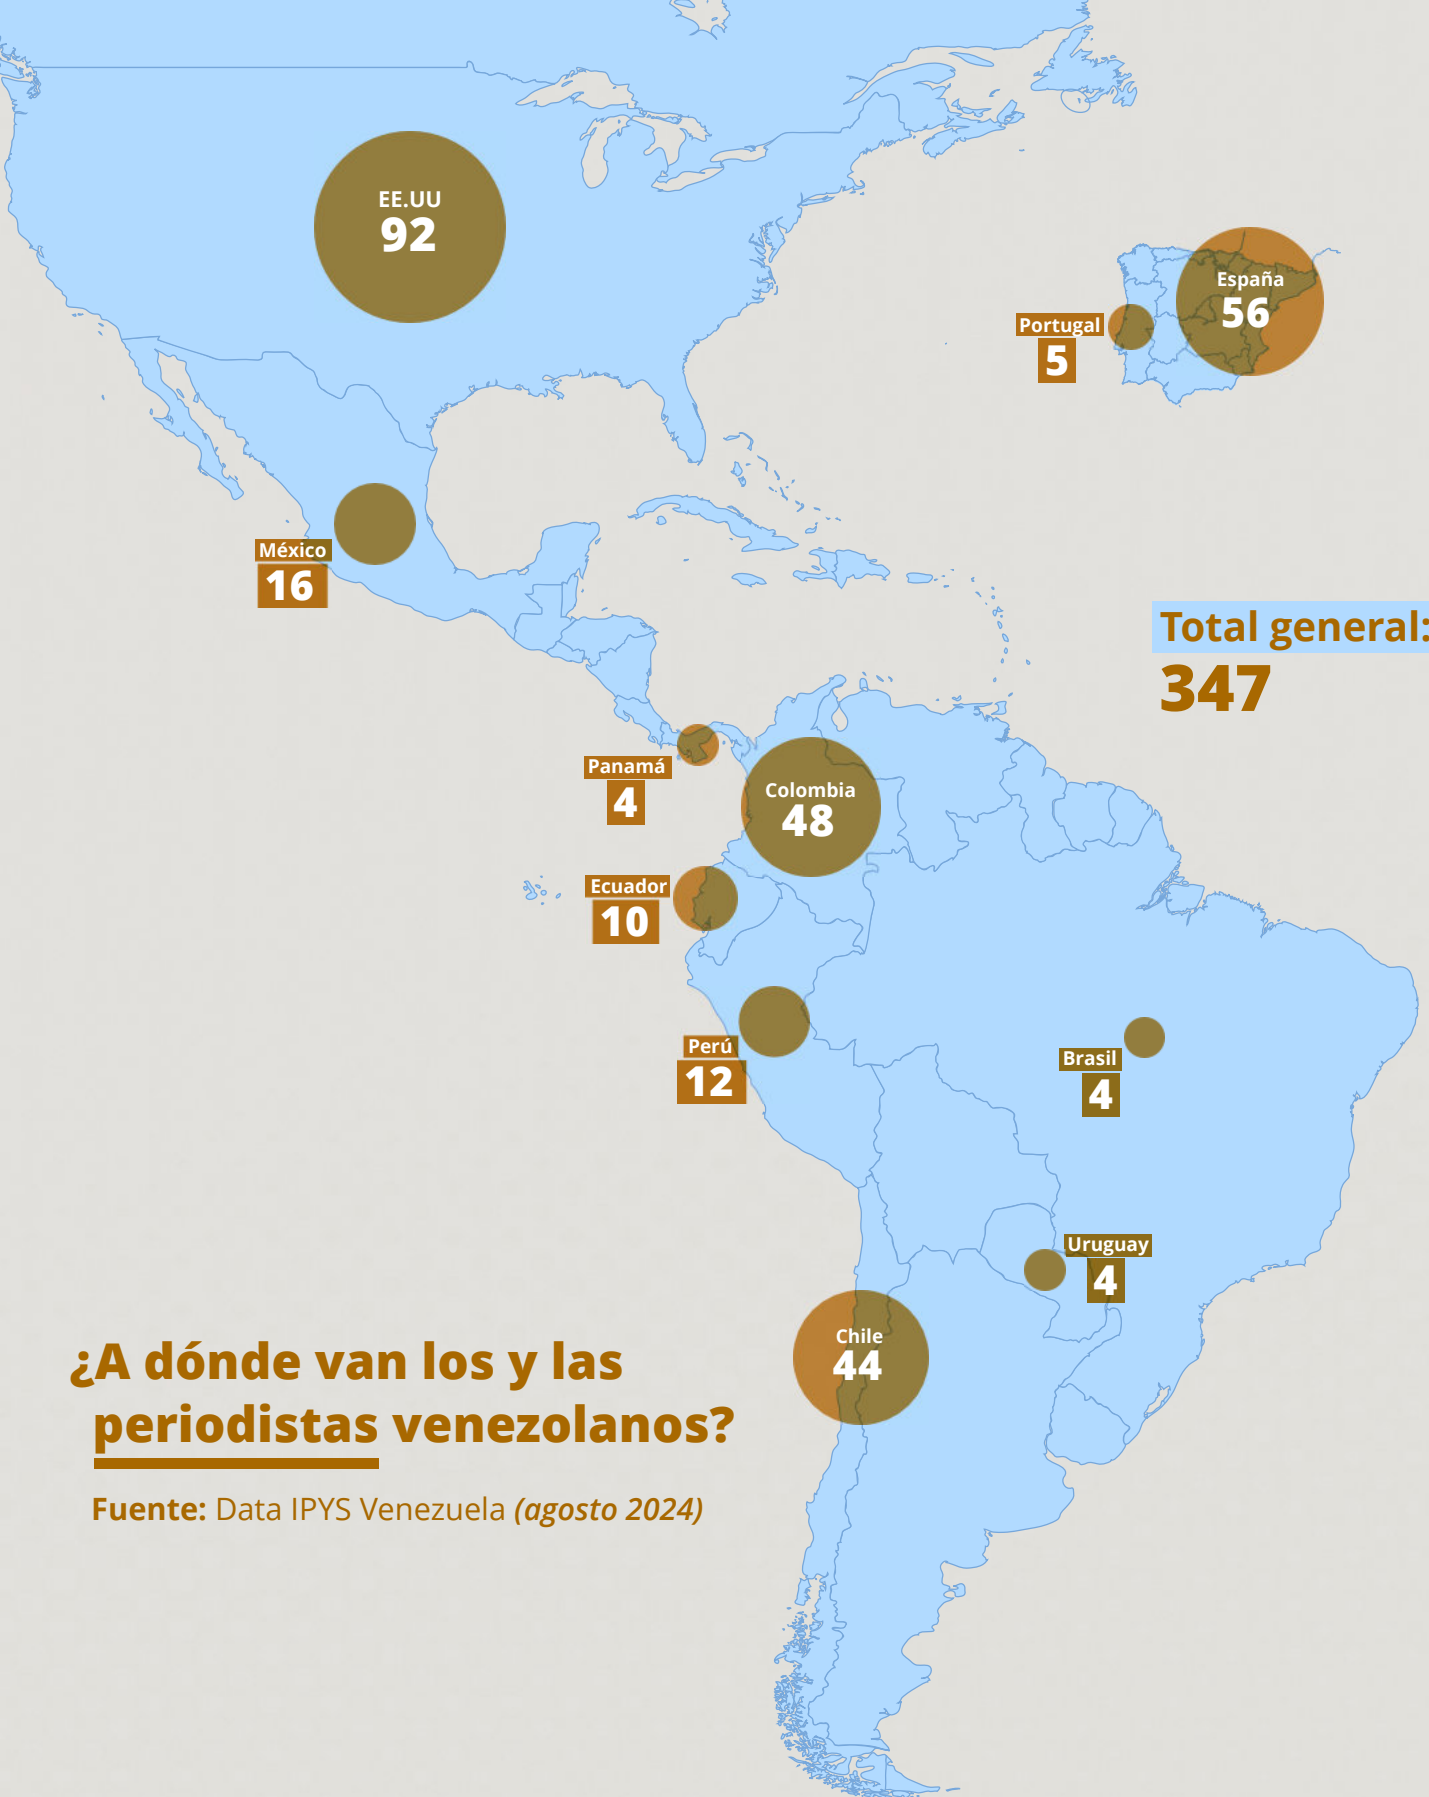 EE.UU
92
España
56
Portugal
5
México
16
Total general:
347
Panamá
4
Colombia
48
Ecuador
10
Perú
12
Brasil
4
Uruguay
4
Chile
44
¿A dónde van los y las
periodistas venezolanos?
Fuente: Data IPYS Venezuela (agosto 2024)